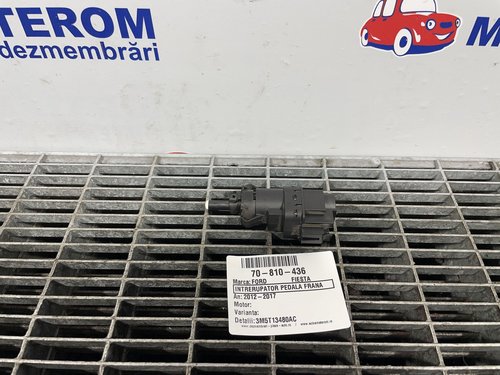 TEROM
dezmembrări
70-810-436
Marca: FORD FIESTA
INTRERUPATOR PEDALA FRANA
An: 2012-2017
Motor:
Varianta:
Detalii: 3M5T13480AC